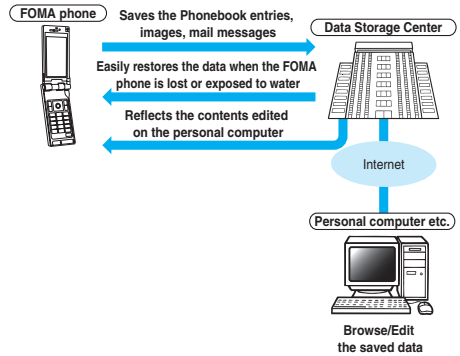 FOMA phone
Saves the Phonebook entries,
images, mail messages
Data Storage Center
Easily restores the data when the FOMA
phone is lost or exposed to water
Reflects the contents edited
on the personal computer
Internet
Personal computer etc.
Browse/Edit
the saved data